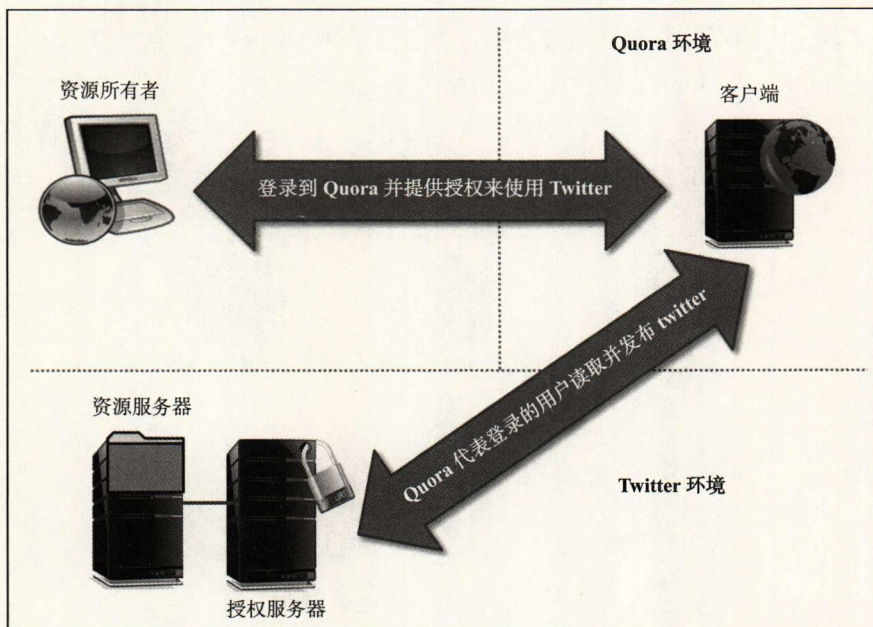 Quora 环境
资源所有者
客户端
登录到 Quora 并提供授权来使用 Twitter
Quora 代表登录的用户读取并发布 twitter
资源服务器
Twitter 环境
授权服务器